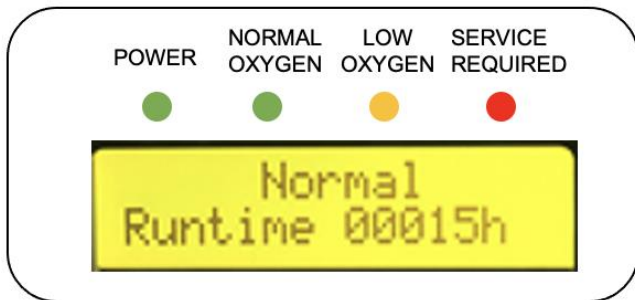 POWER
NORMAL OXYGEN
LOW OXYGEN
SERVICE REQUIRED
Normal
Runtime 00015h